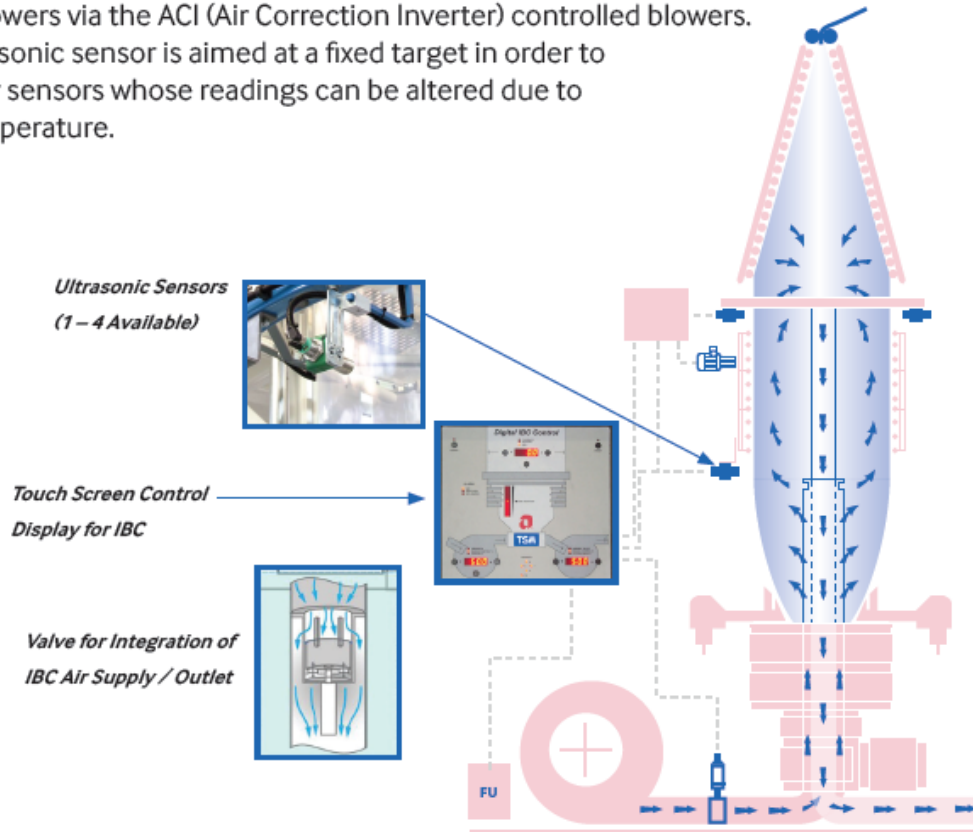 owers via the ACI (Air Correction Inverter) controlled blowers.
sonic sensor is aimed at a fixed target in order to
sensors whose readings can be altered due to
perature.
Ultrasonic Sensors
(1 – 4 Available)
Digital IBC Control
Touch Screen Control
Display for IBC
TSM
Valve for Integration of
IBC Air Supply / Outlet
FU